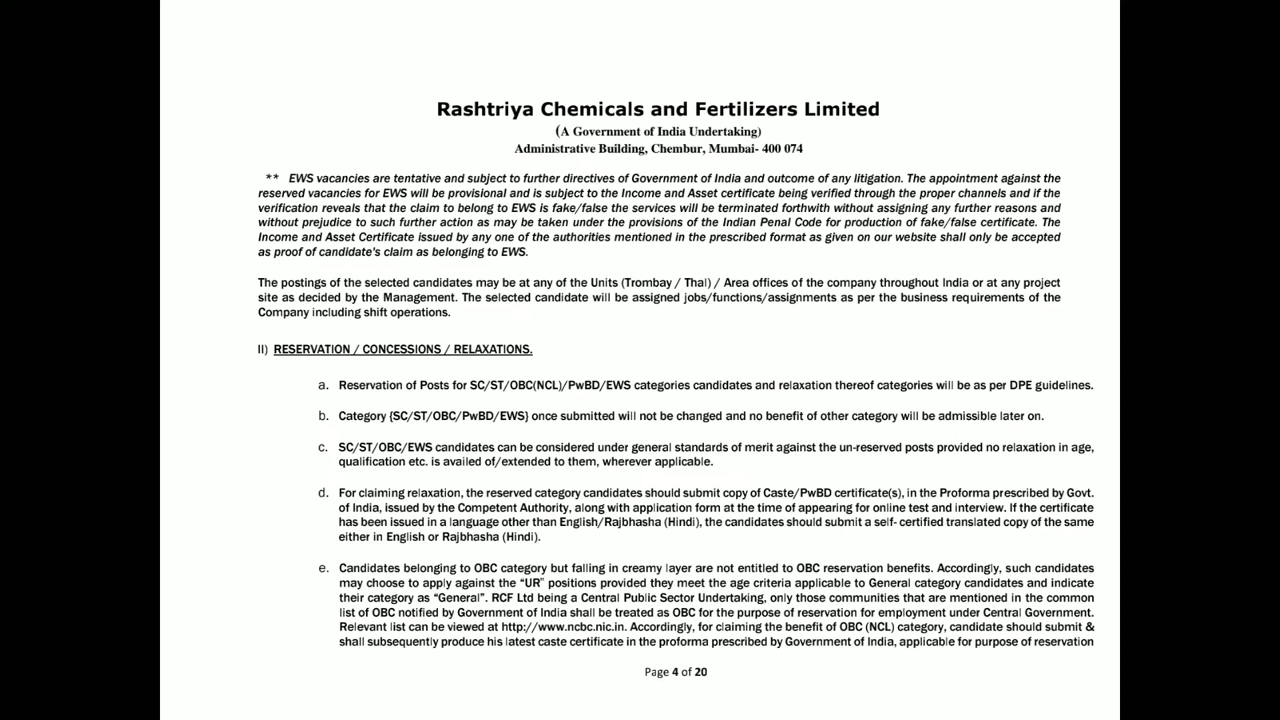 Rashtriya Chemicals and Fertilizers Limited
(A Government of India Undertaking)
Administrative Building, Chembur, Mumbai- 400 074
** EWS vacancies are tentative and subject to further directives of Government of India and outcome of any litigation. The appointment against the
reserved vacancies for EWS will be provisional and is subject to the Income and Asset certificate being verified through the proper channels and if the
verification reveals that the claim to belong to EWS is fake/false the services will be terminated forthwith without assigning any further reasons and
without prejudice to such further action as may be taken under the provisions of the Indian Penal Code for production of fake/false certificate. The
Income and Asset Certificate issued by any one of the authorities mentioned in the prescribed format as given on our website shall only be accepted
as proof of candidate's claim as belonging to EWS.
The postings of the selected candidates may be at any of the Units (Trombay / Thal) / Area offices of the company throughout India or at any project
site as decided by the Management. The selected candidate will be assigned jobs/functions/assignments as per the business requirements of the
Company including shift operations.
II) RESERVATION / CONCESSIONS / RELAXATIONS.
a. Reservation of Posts for SC/ST/OBC(NCL)/PwBD/EWS categories candidates and relaxation thereof categories will be as per DPE guidelines.
b. Category {SC/ST/OBC/PwBD/EWS} once submitted will not be changed and no benefit of other category will be admissible later on.
c. SC/ST/OBC/EWS candidates can be considered under general standards of merit against the un-reserved posts provided no relaxation in age,
qualification etc. is availed of/extended to them, wherever applicable.
d. For claiming relaxation, the reserved category candidates should submit copy of Caste/PwBD certificate(s), in the Proforma prescribed by Govt.
of India, issued by the Competent Authority, along with application form at the time of appearing for online test and interview. If the certificate
has been issued in a language other than English/Rajbhasha (Hindi), the candidates should submit a self- certified translated copy of the same
either in English or Rajbhasha (Hindi).
e. Candidates belonging to OBC category but falling in creamy layer are not entitled to OBC reservation benefits. Accordingly, such candidates
may choose to apply against the “UR” positions provided they meet the age criteria applicable to General category candidates and indicate
their category as “General”. RCF Ltd being a Central Public Sector Undertaking, only those communities that are mentioned in the common
list of OBC notified by Government of India shall be treated as OBC for the purpose of reservation for employment under Central Government.
Relevant list can be viewed at http://www.ncbc.nic.in. Accordingly, for claiming the benefit of OBC (NCL) category, candidate should submit &
shall subsequently produce his latest caste certificate in the proforma prescribed by Government of India, applicable for purpose of reservation
Page 4 of 20